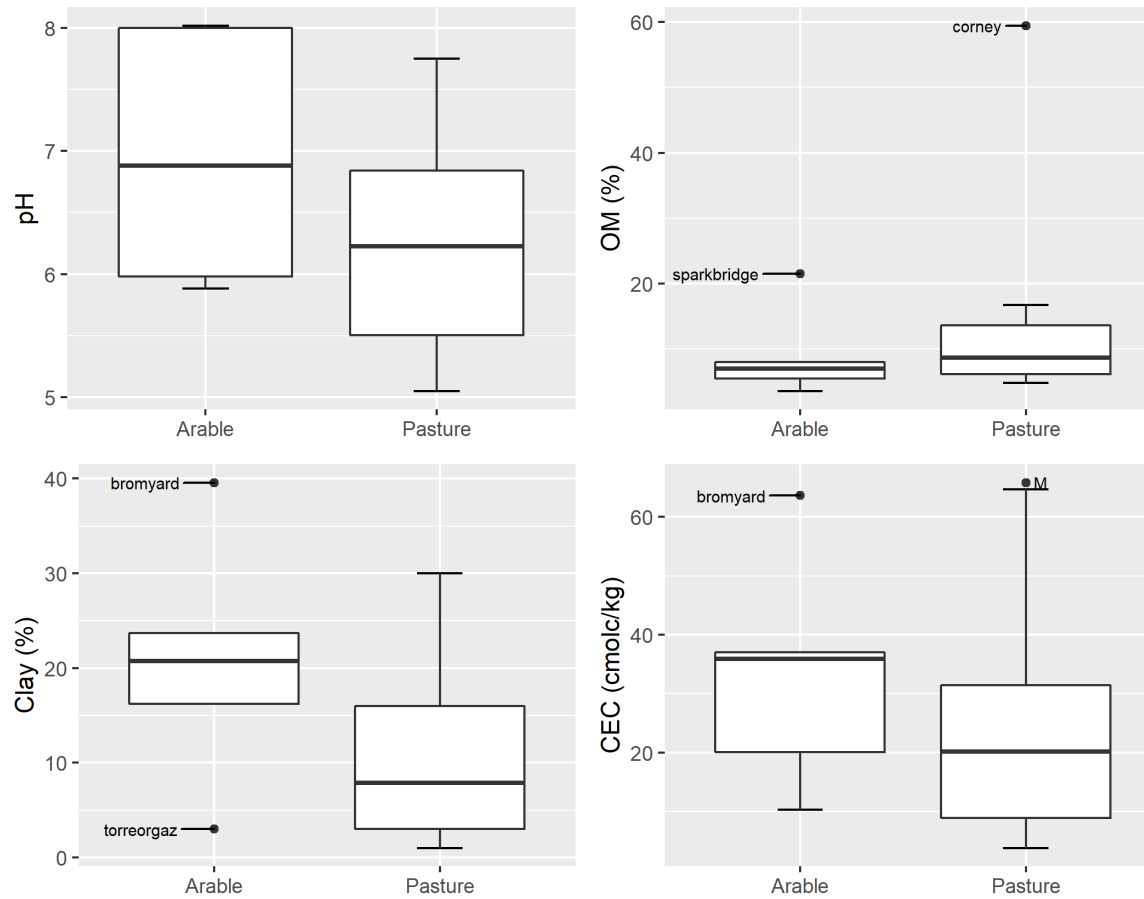 pH
8
7
6
5
Arable Pasture
OM (%)
60
40
20
corney
sparkbridge
Arable Pasture
Clay (%)
40
30
20
10
0
bromyard
torreorgaz
Arable Pasture
CEC (cmolc/kg)
60
40
20
bromyard
M
Arable Pasture